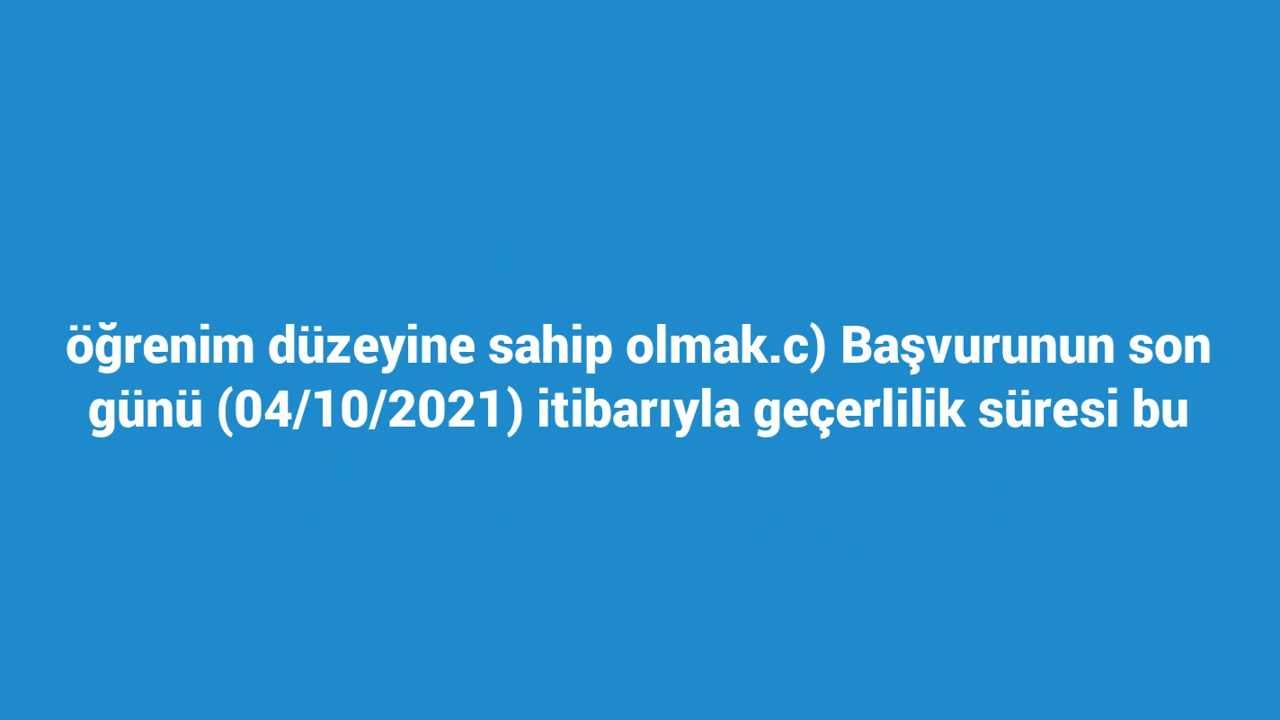 öğrenim düzeyine sahip olmak.c) Başvurunun son
günü (04/10/2021) itibarıyla geçerlilik süresi bu